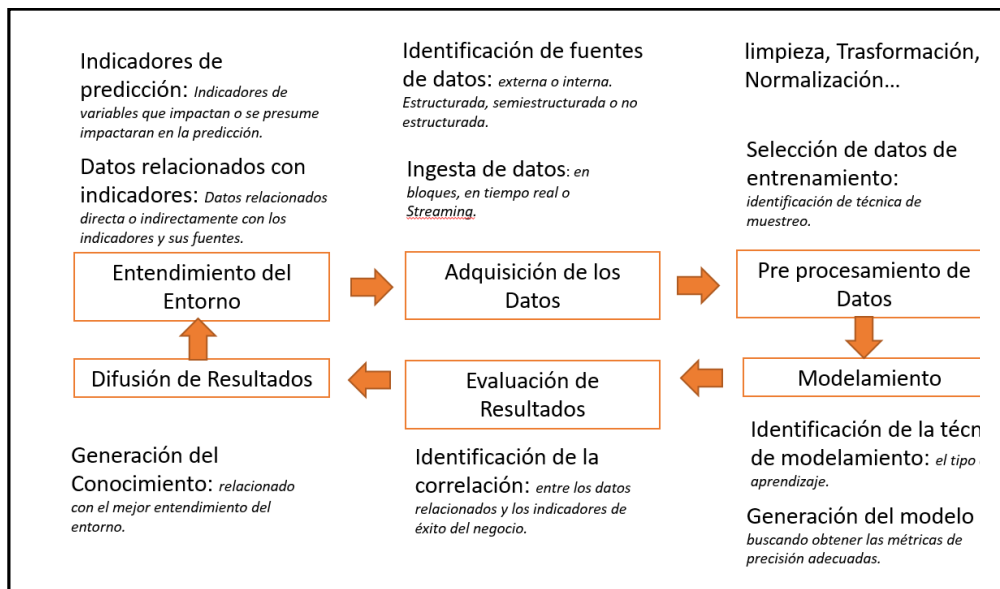 Indicadores de
predicción: Indicadores de
variables que impactan o se presume
impactaran en la predicción.
Datos relacionados con
indicadores: Datos relacionados
directa o indirectamente con los
indicadores y sus fuentes.
Entendimiento del
Entorno
Identificación de fuentes
de datos: externa o interna.
Estructurada, semiestructurada o no
estructurada.
Ingesta de datos: en
bloques, en tiempo real o
Streaming.
Adquisición de los
Datos
limpieza, Trasformación,
Normalización...
Selección de datos de
entrenamiento:
identificación de técnica de
muestreo.
Pre procesamiento de
Datos
Modelamiento
Identificación de la
de modelamiento: el tipo
aprendizaje.
Generación del modelo
buscando obtener las métricas de
precisión adecuadas.
Evaluación de
Resultados
Identificación de la
correlación: entre los datos
relacionados y los indicadores de
éxito del negocio.
Difusión de Resultados
Generación del
Conocimiento: relacionado
con el mejor entendimiento del
entorno.